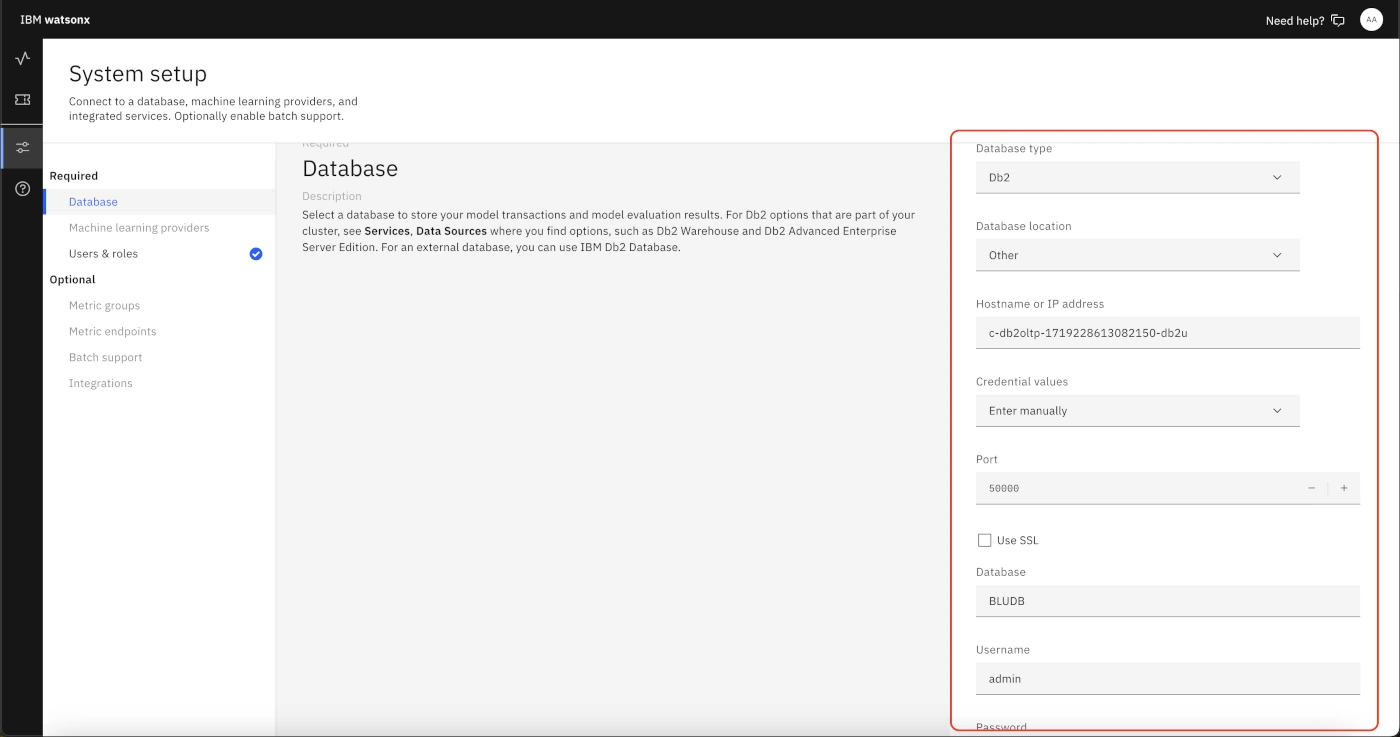 IBM watsonx
Need help?
AA
System setup
Connect to a database, machine learning providers, and
integrated services. Optionally enable batch support.
Required
Database
Machine learning providers
Users & roles
Optional
Metric groups
Metric endpoints
Batch support
Integrations
Required
Database
Description
Select a database to store your model transactions and model evaluation results. For Db2 options that are part of your
cluster, see Services, Data Sources where you find options, such as Db2 Warehouse and Db2 Advanced Enterprise
Server Edition. For an external database, you can use IBM Db2 Database.
Database type
Db2
Database location
Other
Hostname or IP address
c-db2oltp-1719228613082150-db2u
Credential values
Enter manually
Port
50000
Use SSL
Database
BLUDB
Username
admin
Password